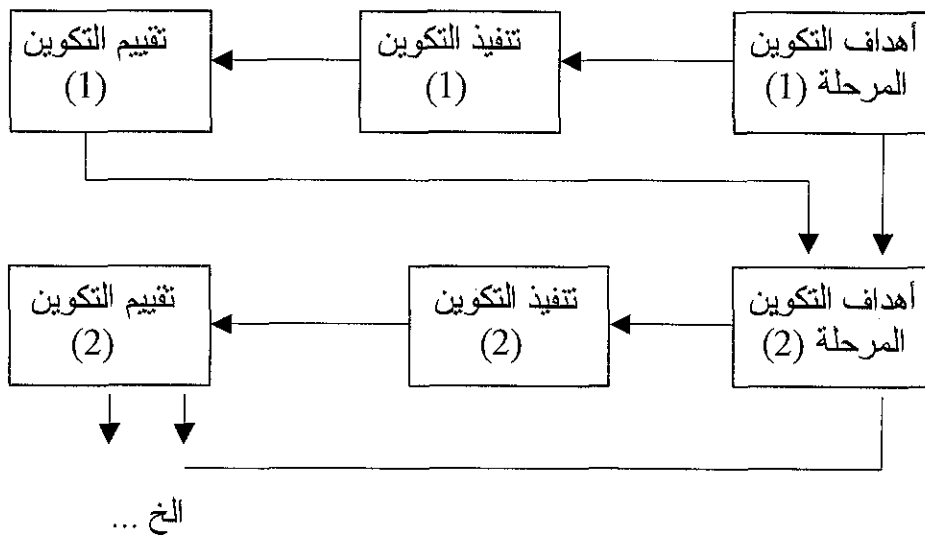 أهداف التكوين
المرحلة (1)
تنفيذ التكوين
(1)
تقييم التكوين
(1)
أهداف التكوين
المرحلة (2)
تنفيذ التكوين
(2)
تقييم التكوين
(2)
الخ ...